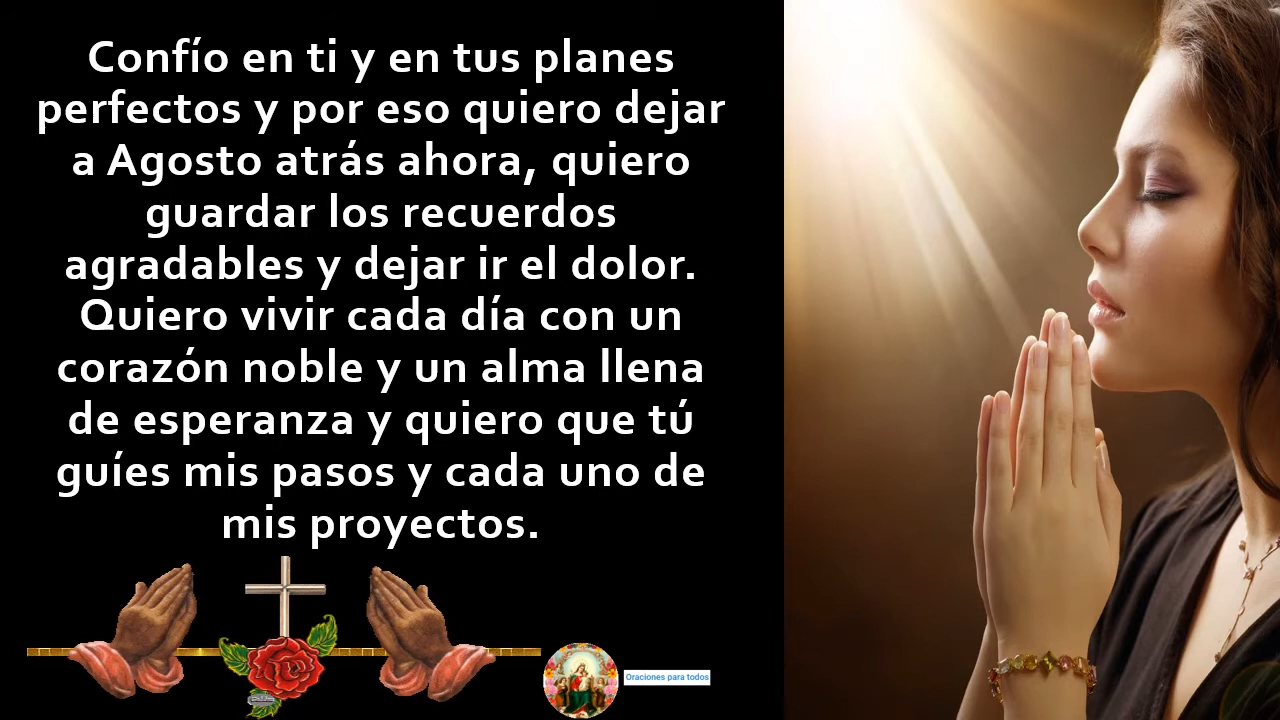 Confío en ti y en tus planes
perfectos y por eso quiero dejar
a Agosto atrás ahora, quiero
guardar los recuerdos
agradables y dejar ir el dolor.
Quiero vivir cada día con un
corazón noble y un alma llena
de esperanza y quiero que tú
guíes mis pasos y cada uno de
mis proyectos.
Oraciones para todos